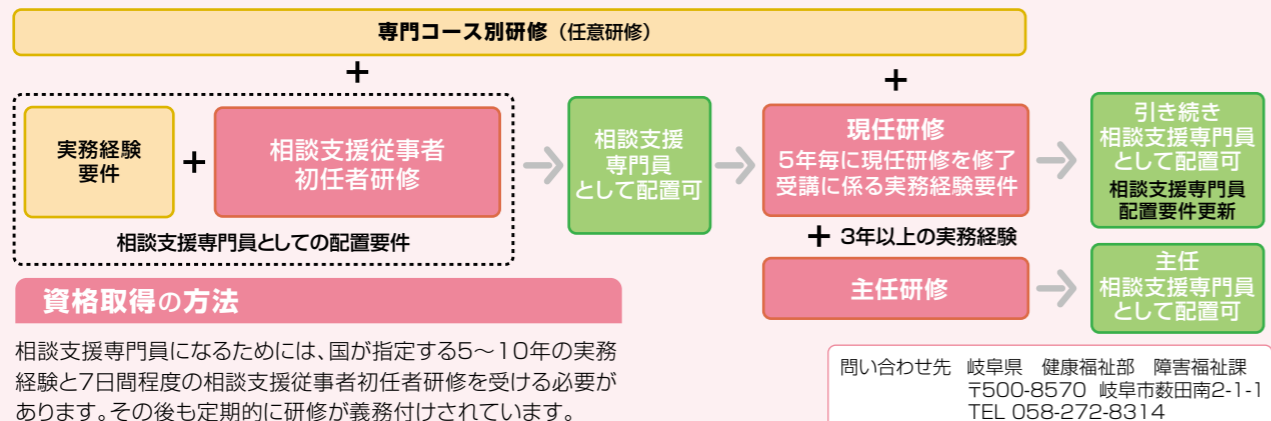 専門コース別研修（任意研修）
＋
＋
実務経験
要件
＋
相談支援従事者
初任者研修
相談支援専門員としての配置要件
相談支援
専門員
として配置可
現任研修
5年毎に現任研修を修了
受講に係る実務経験要件
引き続き
相談支援専門員
として配置可
相談支援専門員
配置要件更新
＋ 3年以上の実務経験
主任研修
主任
相談支援専門員
として配置可
資格取得の方法
相談支援専門員になるためには、国が指定する5～10年の実務
経験と7日間程度の相談支援従事者初任者研修を受ける必要が
あります。その後も定期的に研修が義務付けされています。
問い合わせ先 岐阜県 健康福祉部 障害福祉課
〒500-8570 岐阜市薮田南2-1-1
TEL 058-272-8314